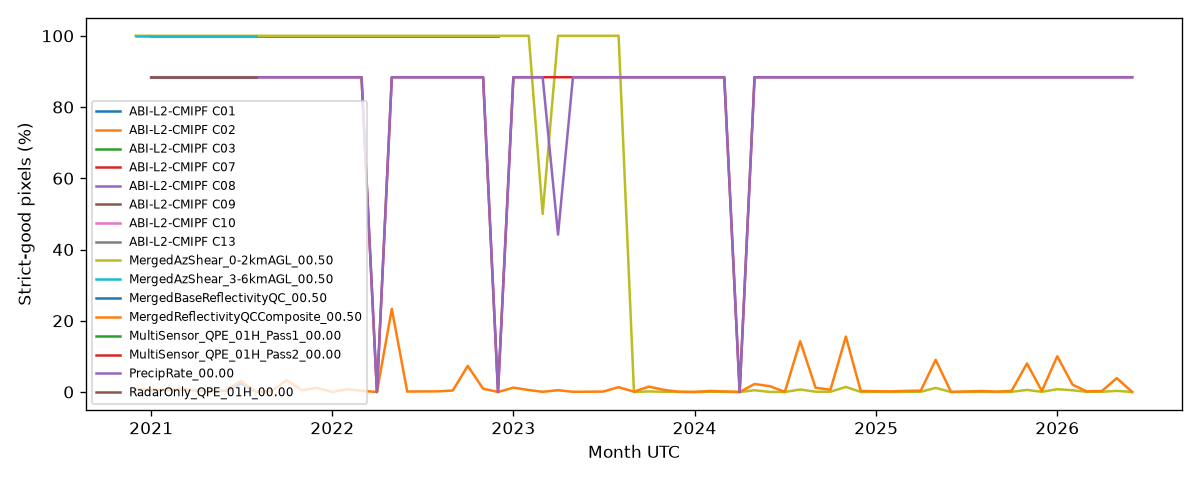 Strict-good pixels (%)
100
80
60
40
20
0
ABI-L2-CMIPF C01
ABI-L2-CMIPF C02
ABI-L2-CMIPF C03
ABI-L2-CMIPF C07
ABI-L2-CMIPF C08
ABI-L2-CMIPF C09
ABI-L2-CMIPF C10
ABI-L2-CMIPF C13
MergedAzShear_0-2kmAGL_00.50
MergedAzShear_3-6kmAGL_00.50
MergedBaseReflectivityQC_00.50
MergedReflectivityQCComposite_00.50
MultiSensor_QPE_01H_Pass1_00.00
MultiSensor_QPE_01H_Pass2_00.00
PrecipRate_00.00
RadarOnly_QPE_01H_00.00
2021 2022 2023 2024 2025 2026
Month UTC